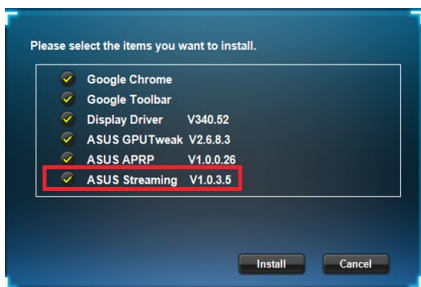 Please select the items you want to install.
Google Chrome
Google Toolbar
Display Driver V340.52
ASUS GPUTweak V2.6.8.3
ASUS APRP V1.0.0.26
ASUS Streaming V1.0.3.5
Install Cancel